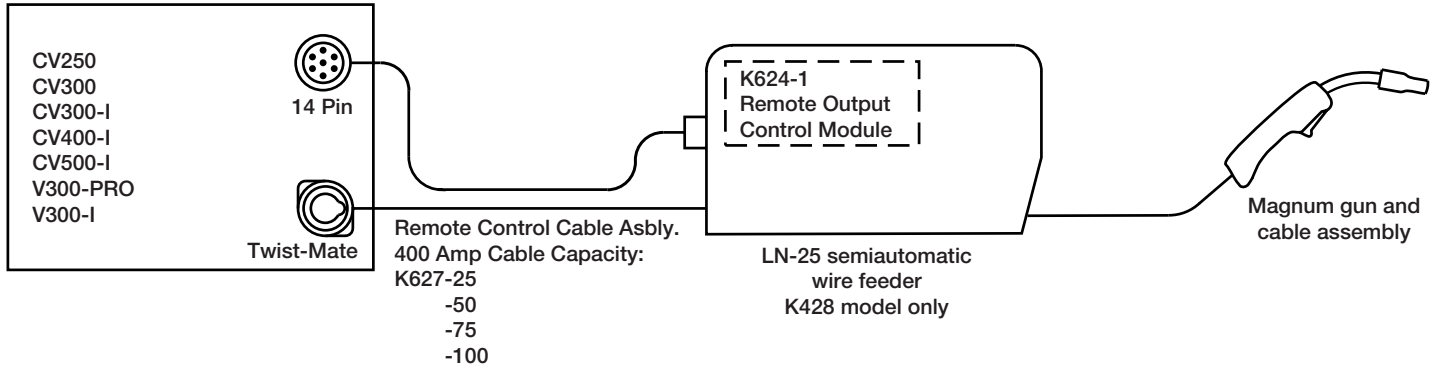 CV250
CV300
CV300-I
CV400-I
CV500-I
V300-PRO
V300-I
14 Pin
Twist-Mate
Remote Control Cable Asbly.
400 Amp Cable Capacity:
K627-25
-50
-75
-100
K624-1
Remote Output
Control Module
LN-25 semiautomatic
wire feeder
K428 model only
Magnum gun and
cable assembly